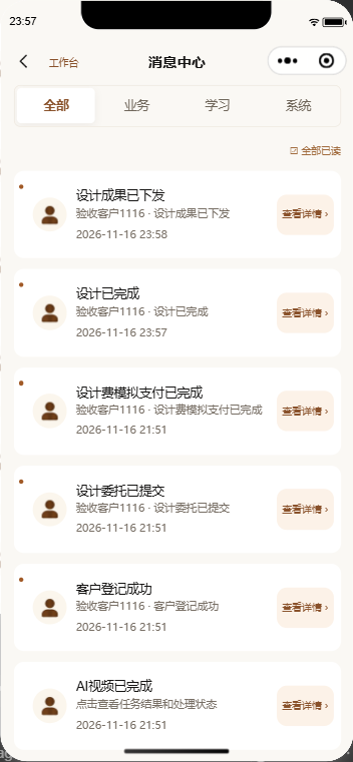 23:57
工作台
消息中心
全部
业务
学习
系统
全部已读
设计成果已下发
验收客户1116 · 设计成果已下发
2026-11-16 23:58
查看详情 ›
设计已完成
验收客户1116 · 设计已完成
2026-11-16 23:57
查看详情 ›
设计费模拟支付已完成
验收客户1116 · 设计费模拟支付已完成
2026-11-16 21:51
查看详情 ›
设计委托已提交
验收客户1116 · 设计委托已提交
2026-11-16 21:51
查看详情 ›
客户登记成功
验收客户1116 · 客户登记成功
2026-11-16 21:51
查看详情 ›
AI视频已完成
点击查看任务结果和处理状态
2026-11-16 21:51
查看详情 ›